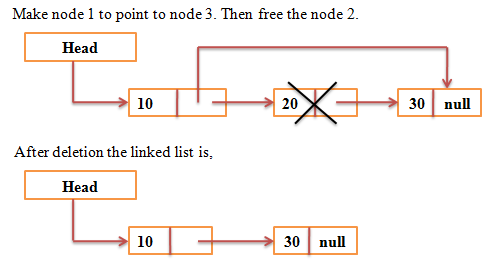 Make node 1 to point to node 3. Then free the node 2.
Head
10 20 30 null
After deletion the linked list is,
Head
10 30 null